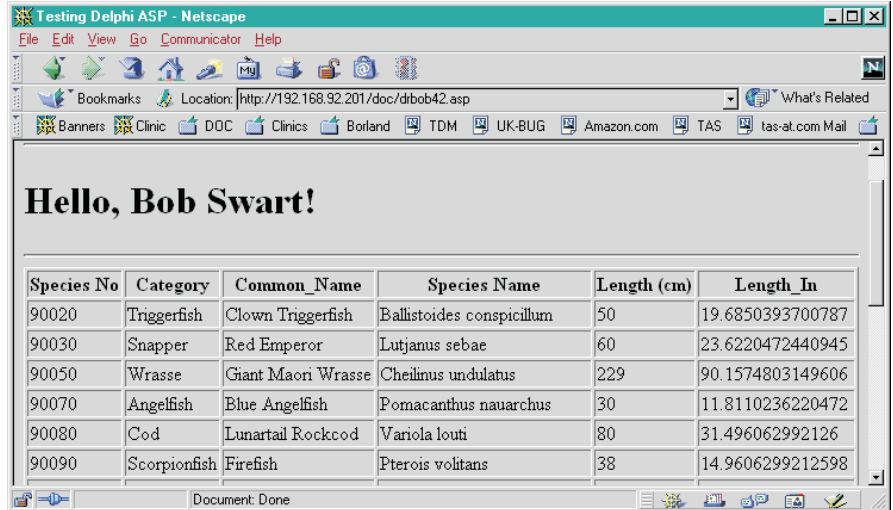 Testing Delphi ASP - Netscape
File Edit View Go Communicator Help
My
N
Bookmarks Location: http://192.168.92.201/doc/drbob42.asp What's Related
Banners Clinic DOC Clinics Borland TDM UK-BUG Amazon.com TAS tas-at.com Mail
Hello, Bob Swart!
Species No Category Common_Name Species Name Length (cm) Length_In
90020 Triggerfish Clown Triggerfish Ballistoides conspicillum 50 19.6850393700787
90030 Snapper Red Emperor Lutjanus sebae 60 23.6220472440945
90050 Wrasse Giant Maori Wrasse Cheilinus undulatus 229 90.1574803149606
90070 Angelfish Blue Angelfish Pomacanthus nauarchus 30 11.8110236220472
90080 Cod Lunartail Rockcod Variola louti 80 31.496062992126
90090 Scorpionfish Firefish Pterois volitans 38 14.9606299212598
Document: Done